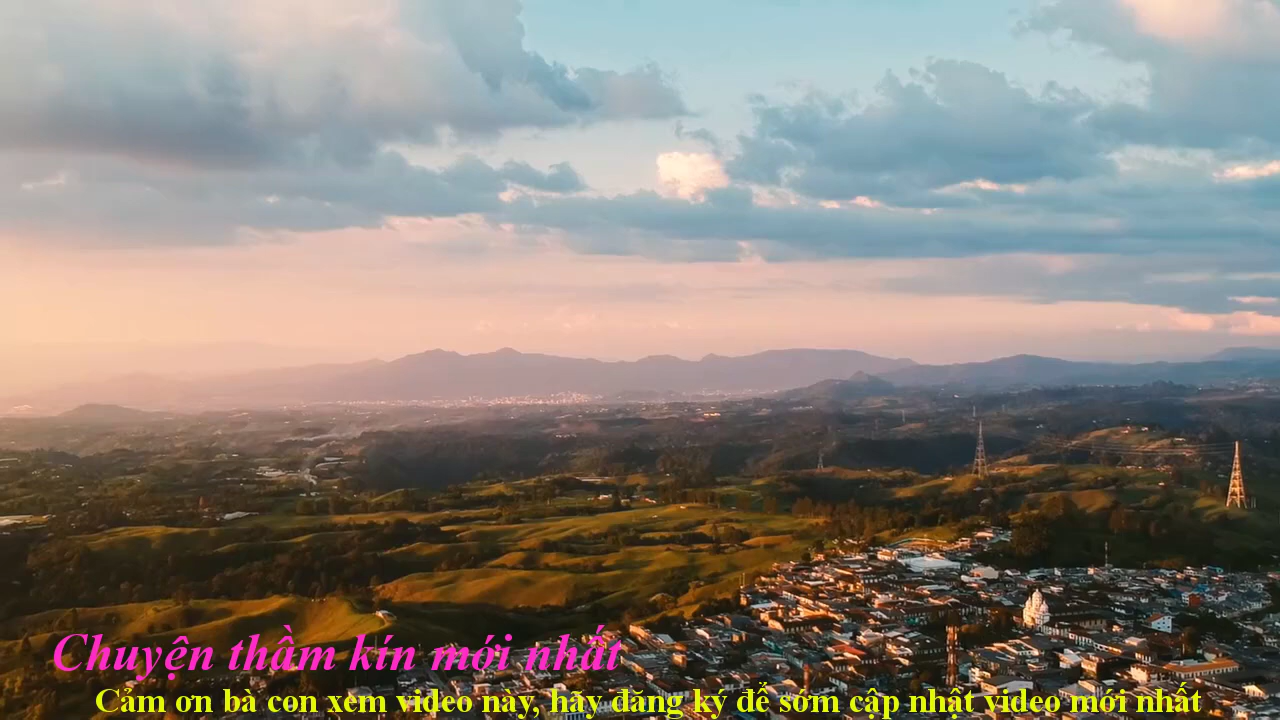 Chuyện thầm kín mới nhất
Cảm ơn bà con xem video này, hãy đăng ký để sớm cập nhật video mới nhất